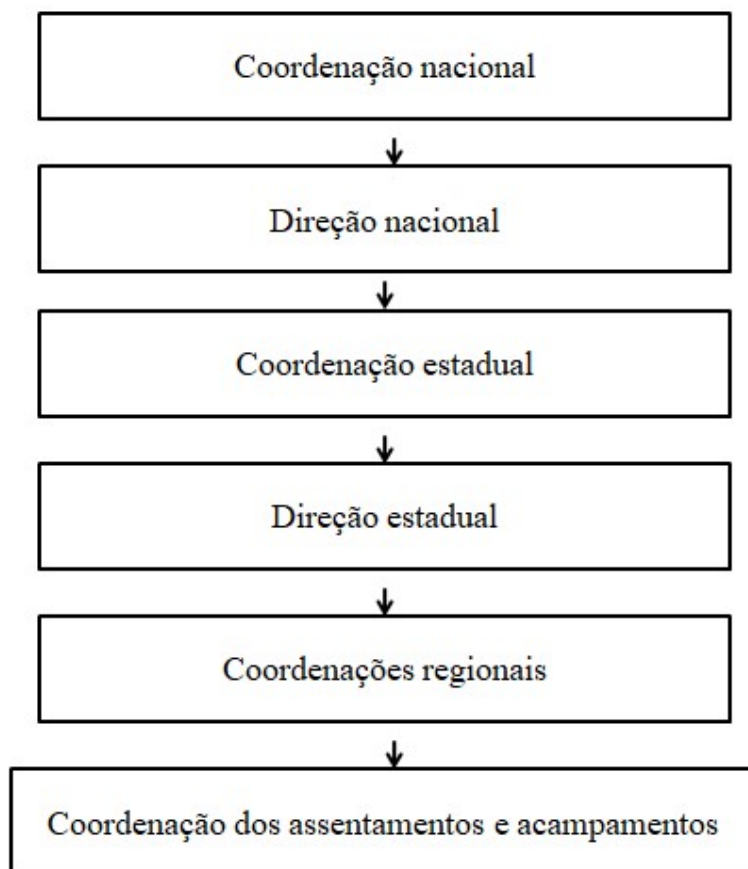 Coordenação nacional
Direção nacional
Coordenação estadual
Direção estadual
Coordenações regionais
Coordenação dos assentamentos e acampamentos